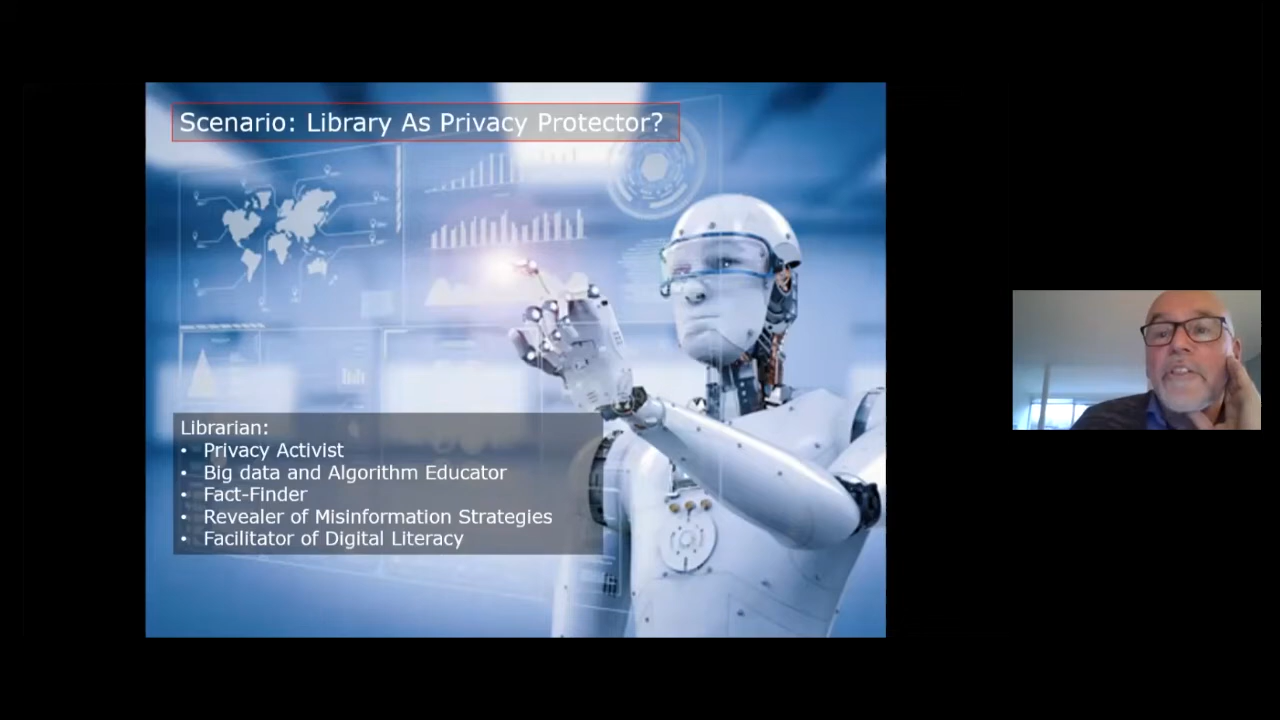 Scenario: Library As Privacy Protector?
Librarian:
• Privacy Activist
• Big data and Algorithm Educator
• Fact-Finder
• Revealer of Misinformation Strategies
• Facilitator of Digital Literacy